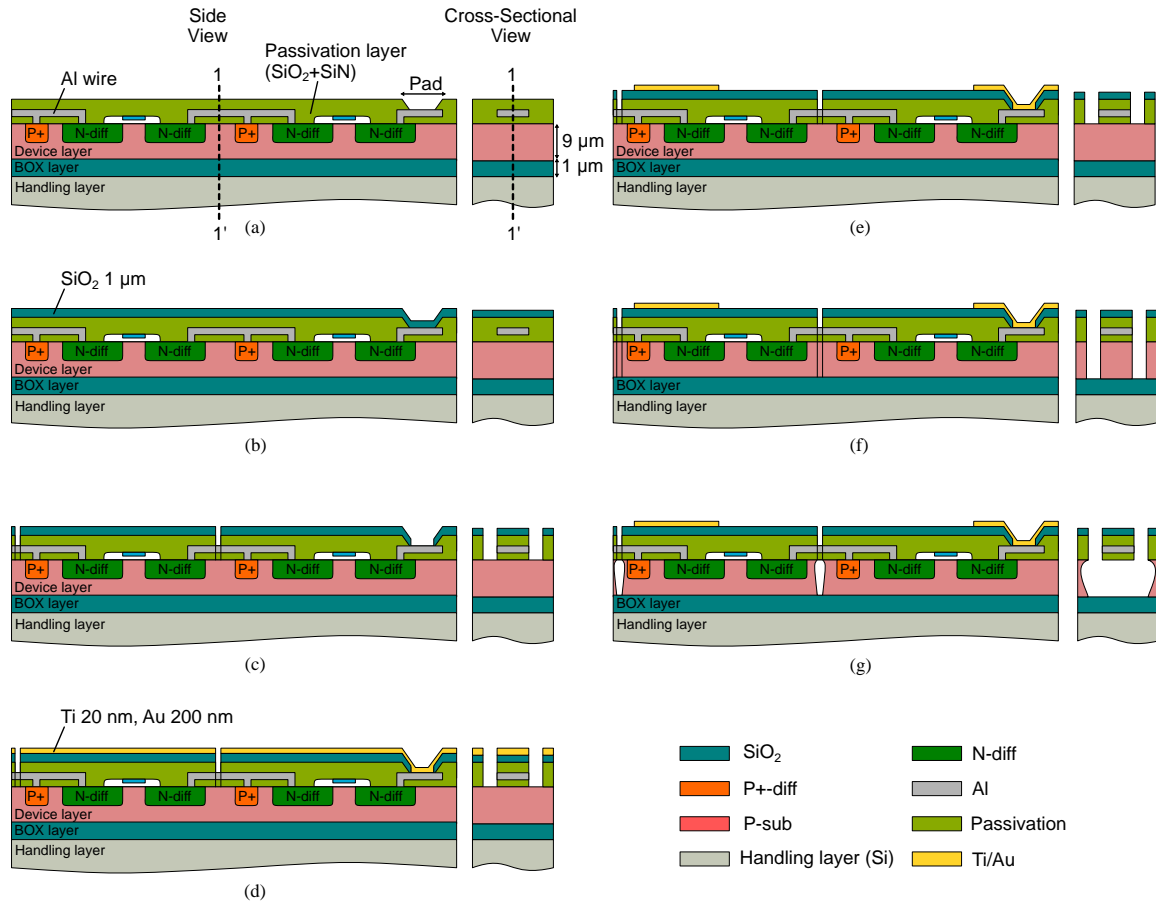 Side
View
Cross-Sectional
View
1
Passivation layer
(SiO2+SiN)
Al wire
Pad
1
P+
N-diff
N-diff
P+
N-diff
N-diff
Device layer
BOX layer
Handling layer
9 µm
1 µm
1'
1'
(a)
SiO2 1 µm
P+
N-diff
N-diff
P+
N-diff
N-diff
Device layer
BOX layer
Handling layer
(b)
P+
N-diff
N-diff
P+
N-diff
N-diff
Device layer
BOX layer
Handling layer
(c)
Ti 20 nm, Au 200 nm
P+
N-diff
N-diff
P+
N-diff
N-diff
Device layer
BOX layer
Handling layer
(d)
P+
N-diff
N-diff
P+
N-diff
N-diff
Device layer
BOX layer
Handling layer
(e)
P+
N-diff
N-diff
P+
N-diff
N-diff
Device layer
BOX layer
Handling layer
(f)
P+
N-diff
N-diff
P+
N-diff
N-diff
Device layer
BOX layer
Handling layer
(g)
SiO2
P+-diff
P-sub
Handling layer (Si)
N-diff
Al
Passivation
Ti/Au